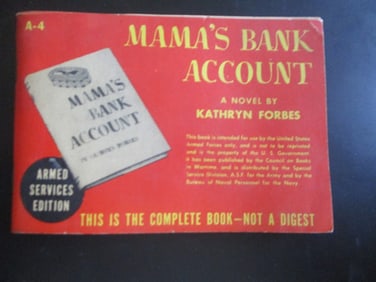 A-4
MAMA'S BANK
ACCOUNT
A NOVEL BY
KATHRYN FORBES
This book is intended for use by the United States
Armed Forces only, and is not to be reprinted
and is the property of the U. S. Government
It has been published by the Council on Books
in Wartime, and is distributed by the Special
Service Division, A.S.F. for the Army and by the
Bureau of Naval Personnel for the Navy
MAMA'S
BANK
ACCOUNT
BY KATHRYN FORBES
ARMED
SERVICES
EDITION
THIS IS THE COMPLETE BOOK—NOT A DIGEST